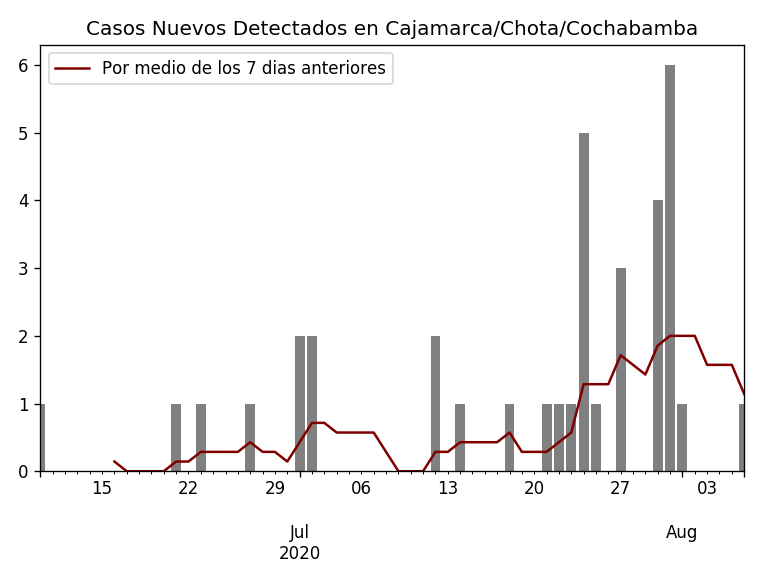 Casos Nuevos Detectados en Cajamarca/Chota/Cochabamba
Por medio de los 7 dias anteriores
6
5
4
3
2
1
0
15 22 29 06 13 20 27 03
Jul Aug
2020